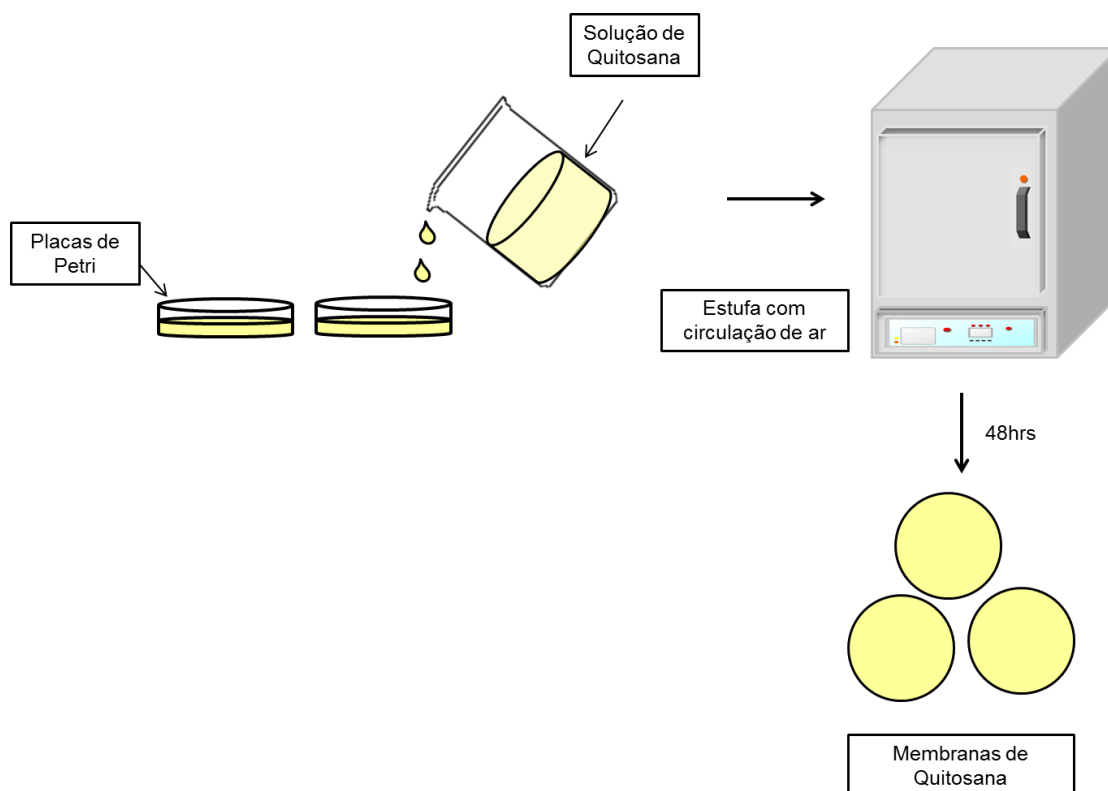 Solução de
Quitosana
Placas de
Petri
Estufa com
circulação de ar
48hrs
Membranas de
Quitosana